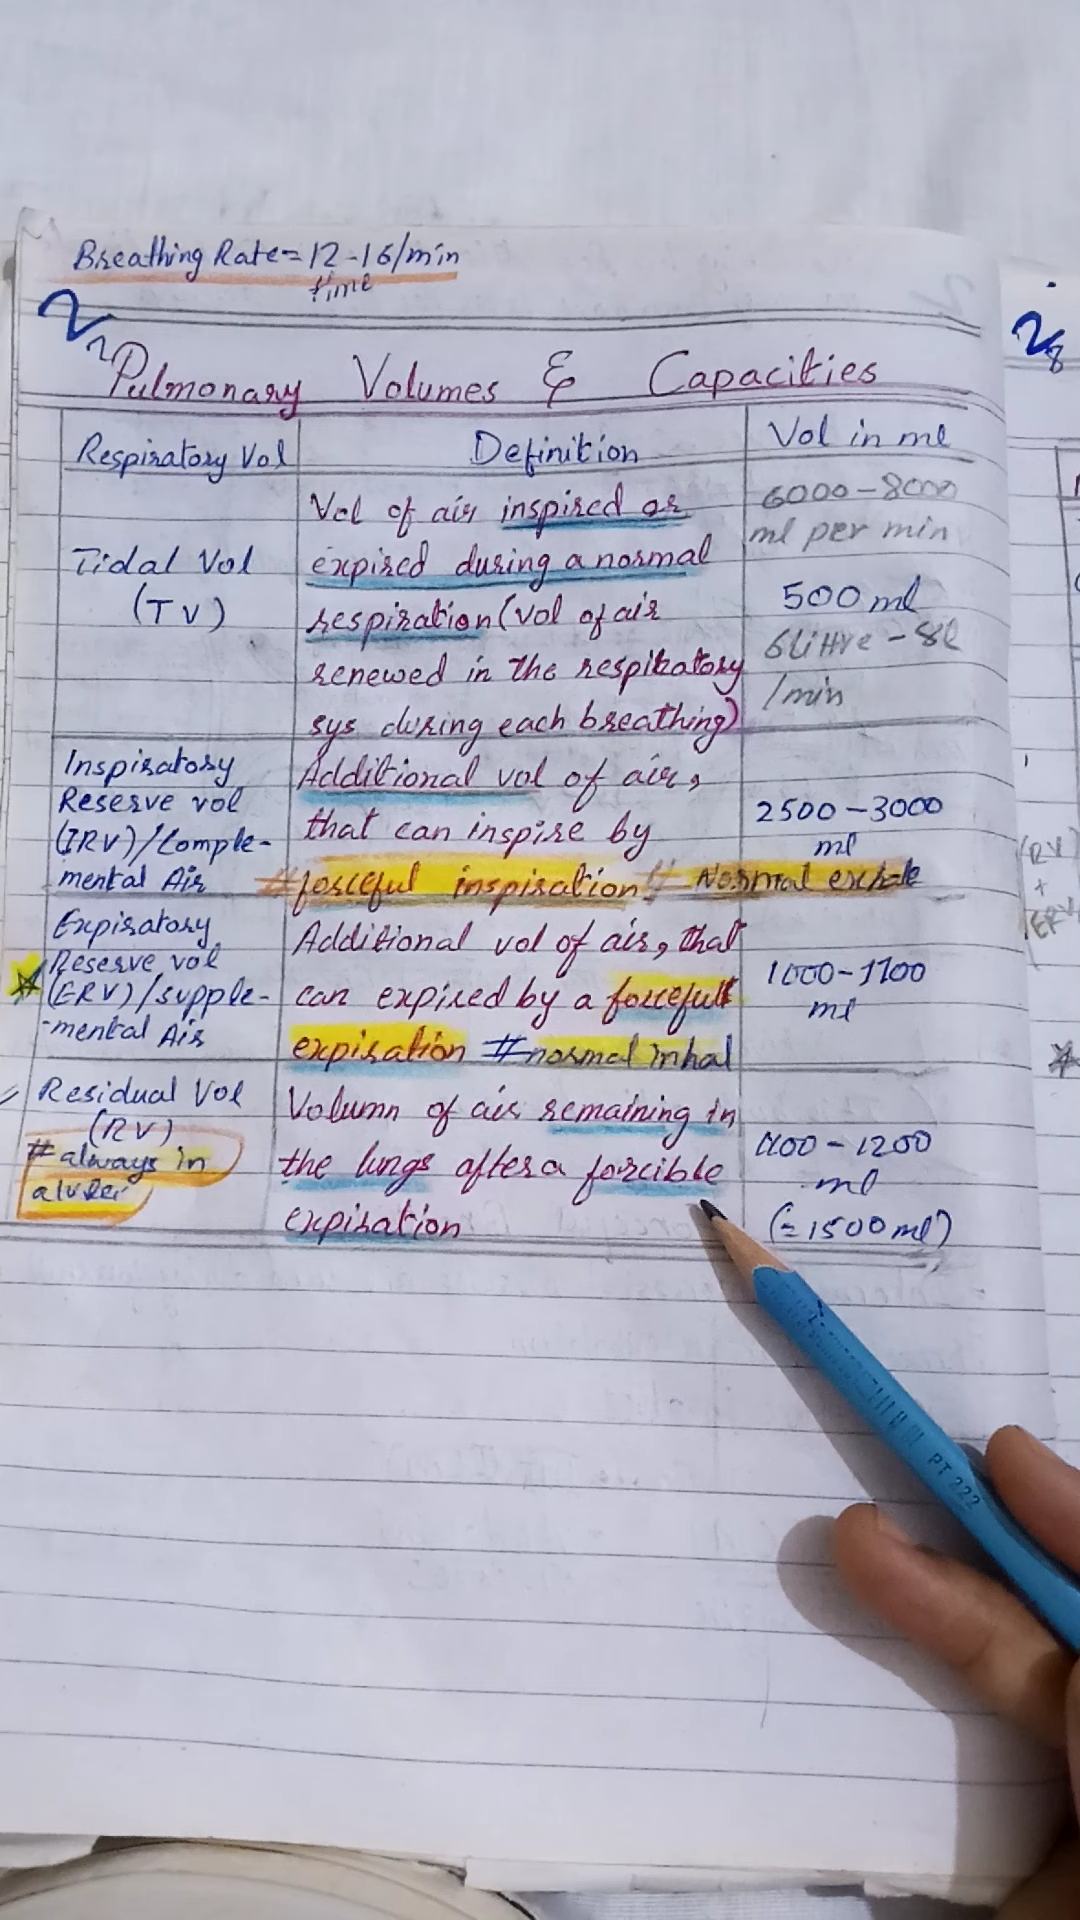 Breathing Rate = 12-16/min
time
Pulmonary Volumes & Capacities
Respiratory Vol
Definition
Vol in ml
Tidal Vol
(TV)
Vol of air inspired or
expired during a normal
respiration (vol of air
renewed in the respiratory
sys during each breathing)
6000-8000
ml per min
500 ml
6 Littre - 8l
/min
Inspiratory
Reserve vol
(IRV)/Comple-
mental Air
Additional vol of air,
that can inspire by
#forceful inspiration # Normal exhale
2500-3000
ml
Expiratory
Reserve vol
(ERV)/supple-
-mental Air
Additional vol of air, that
can expired by a forcefull
expiration #normal inhal
1000-1100
ml
Residual Vol
(RV)
#always in
Volumn of air remaining in
the lungs after a forcible
expiration
1100-1200
ml
(= 1500 ml)
28
(RV)
+
PT 222